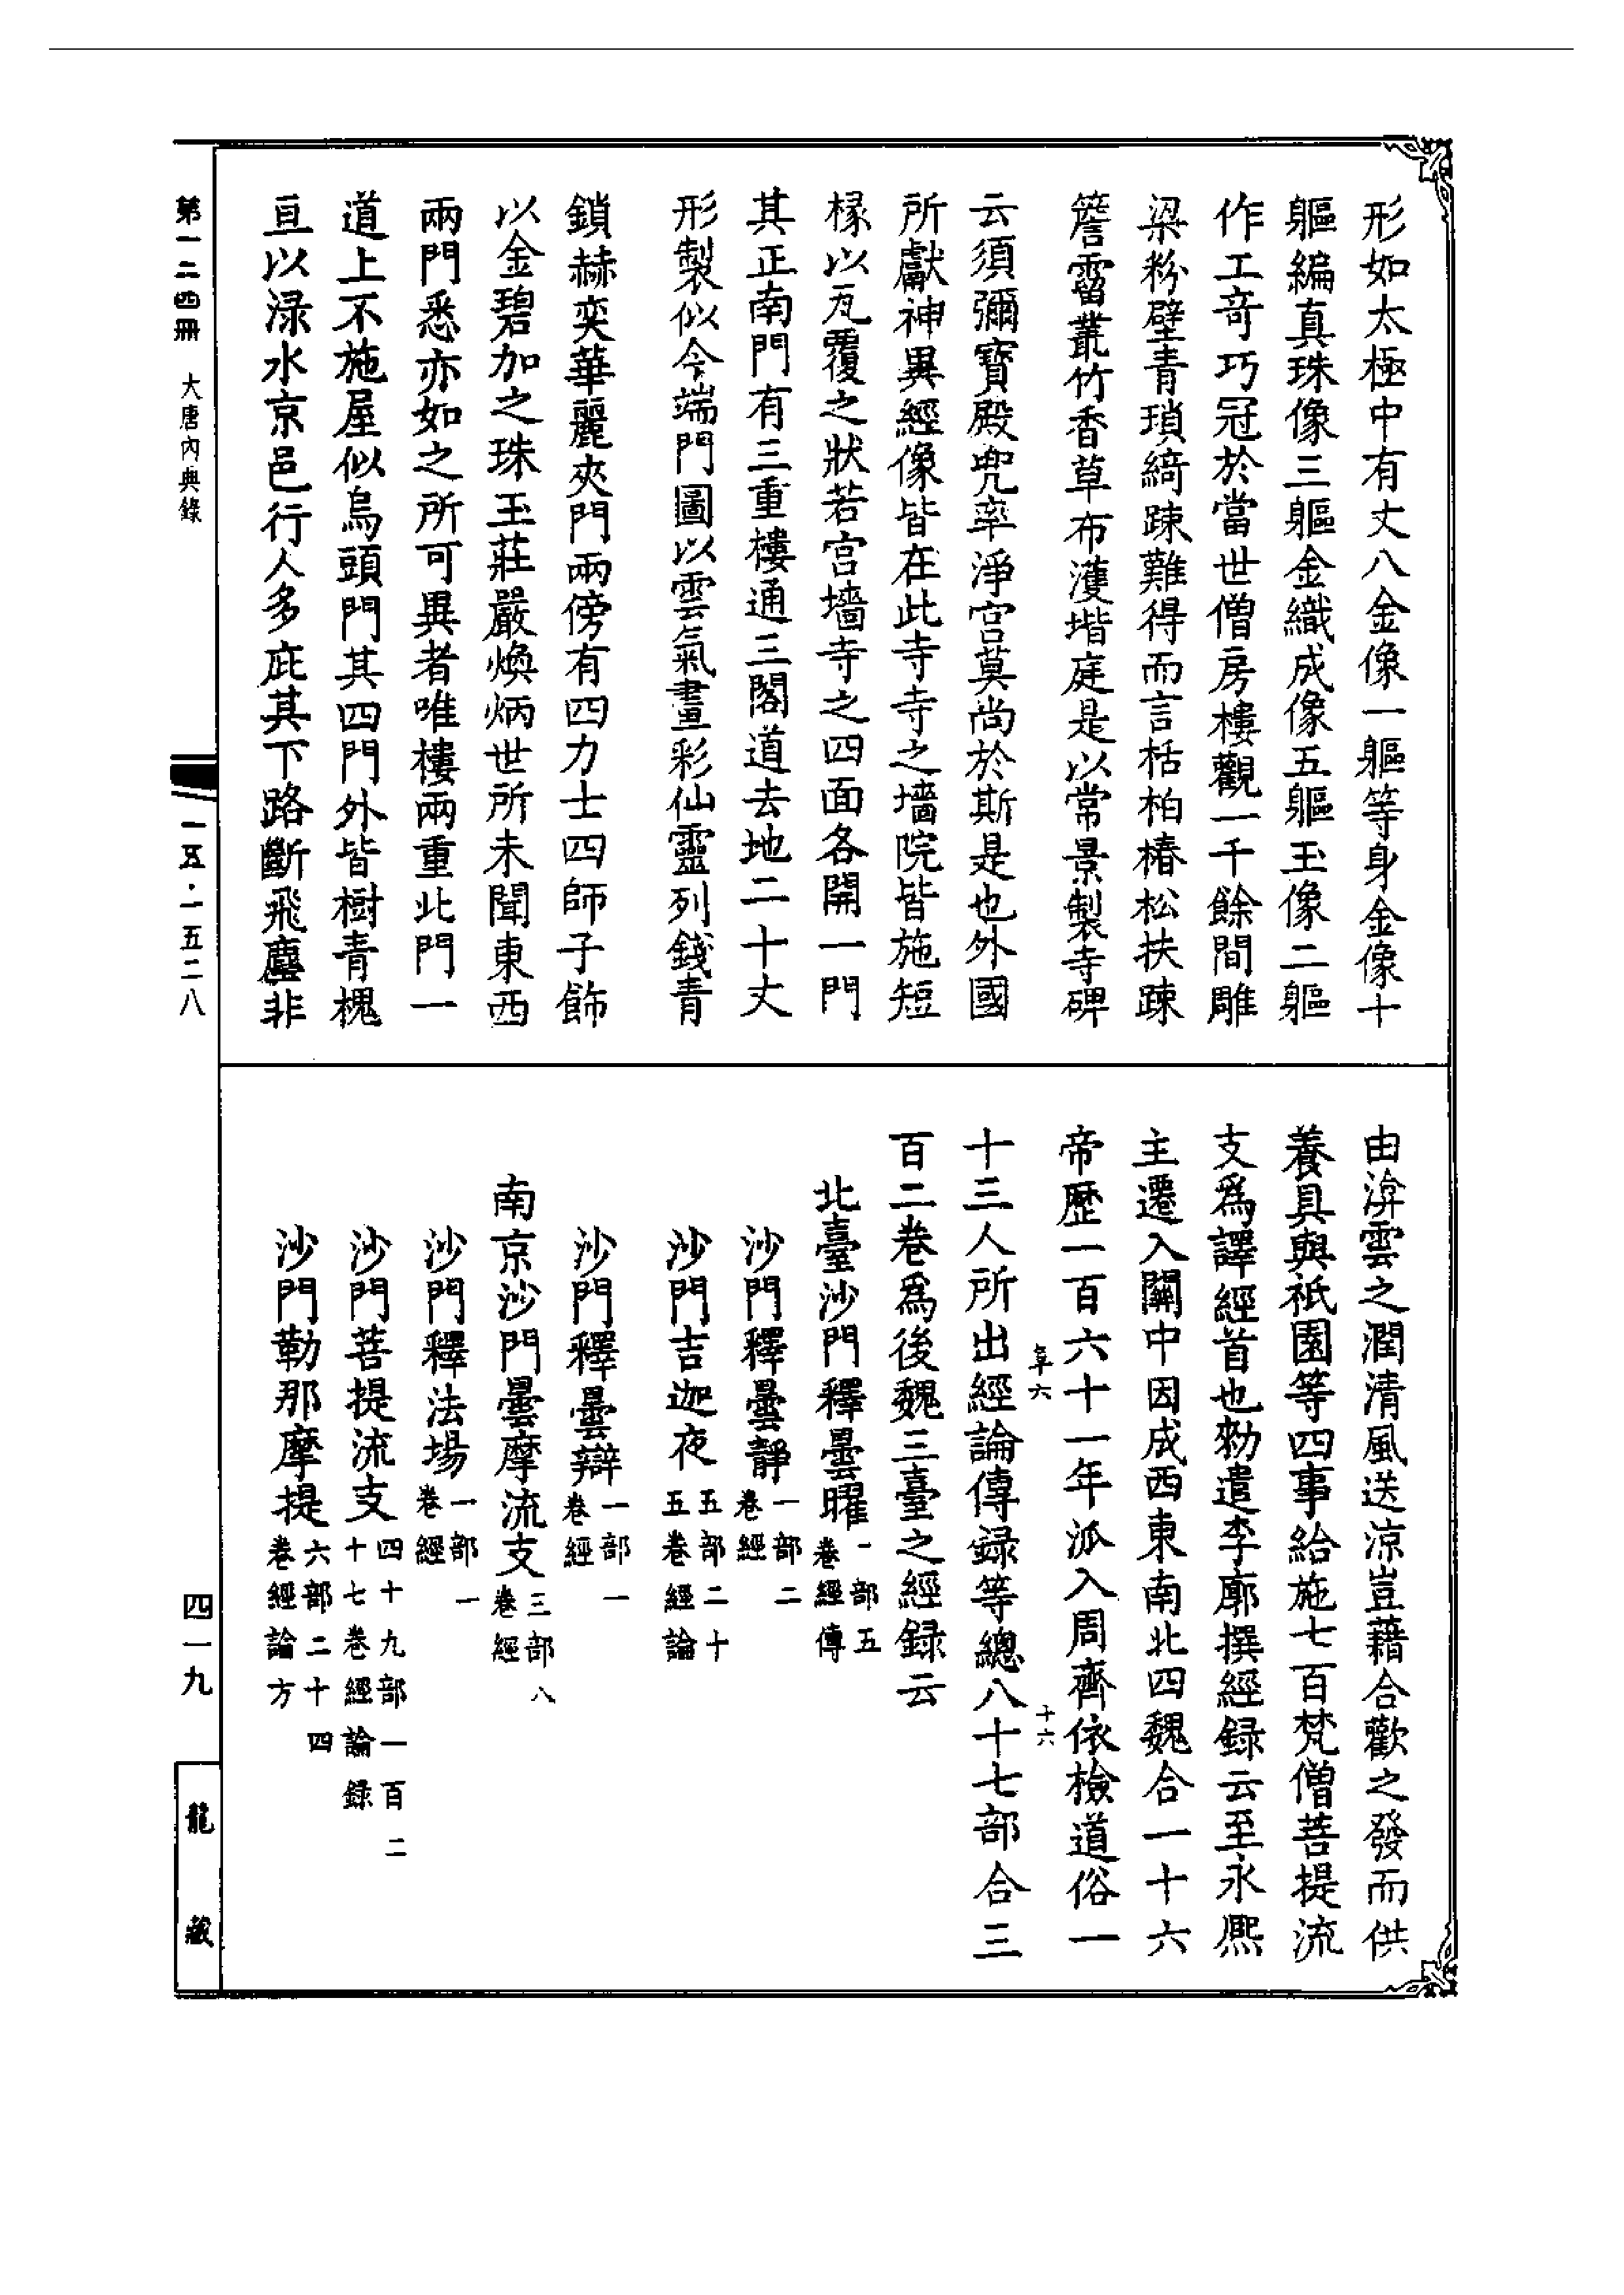 形如太極中有丈八金像一軀等身金像十
軀編真珠像三軀金織成像五軀玉像二軀
作工奇巧冠於當世僧房樓觀一千餘間雕
梁粉壁青瑣綺踈難得而言栝柏椿松扶踈
簷霤叢竹香草布濩堦庭是以常景製寺碑
云須彌寶殿兜率淨宮莫尚於斯是也外國
所獻神異經像皆在此寺寺之墻院皆施短
椽以瓦覆之狀若宮墻寺之四面各開一門
其正南門有三重樓通三閣道去地二十丈
形製似今端門圖以雲氣畫彩仙靈列錢青
鎖赫奕華麗夾門兩傍有四力士四師子飾
以金碧加之珠玉莊嚴煥炳世所未聞東西
兩門悉亦如之所可異者唯樓兩重北門一
道上不施屋似烏頭門其四門外皆樹青槐
亘以渌水京邑行人多庇其下路斷飛塵非
由渰雲之潤清風送涼豈藉合歡之發而供
養具與祇園等四事給施七百梵僧菩提流
支爲譯經首也勑遣李廓撰經録云至永熙
主遷入關中因成西東南北四魏合一十六
帝歷一百六十一年派入周齊依檢道俗一
十三人所出經論傳録等總八十七部合三
百二卷爲後魏三臺之經録云
北臺沙門釋曇曜一部五卷經傳
沙門釋曇靜一部二卷經
沙門吉迦夜五部二十五卷經論
沙門釋曇辯一部一卷經
南京沙門曇摩流支三部八卷經
沙門釋法場一部一卷經
沙門菩提流支四十九部一百二十七卷經論錄
沙門勒那摩提六部二十四卷經論方
六
十六
第一二四冊 大唐內典錄
一五·一五二八
四一九
龍藏